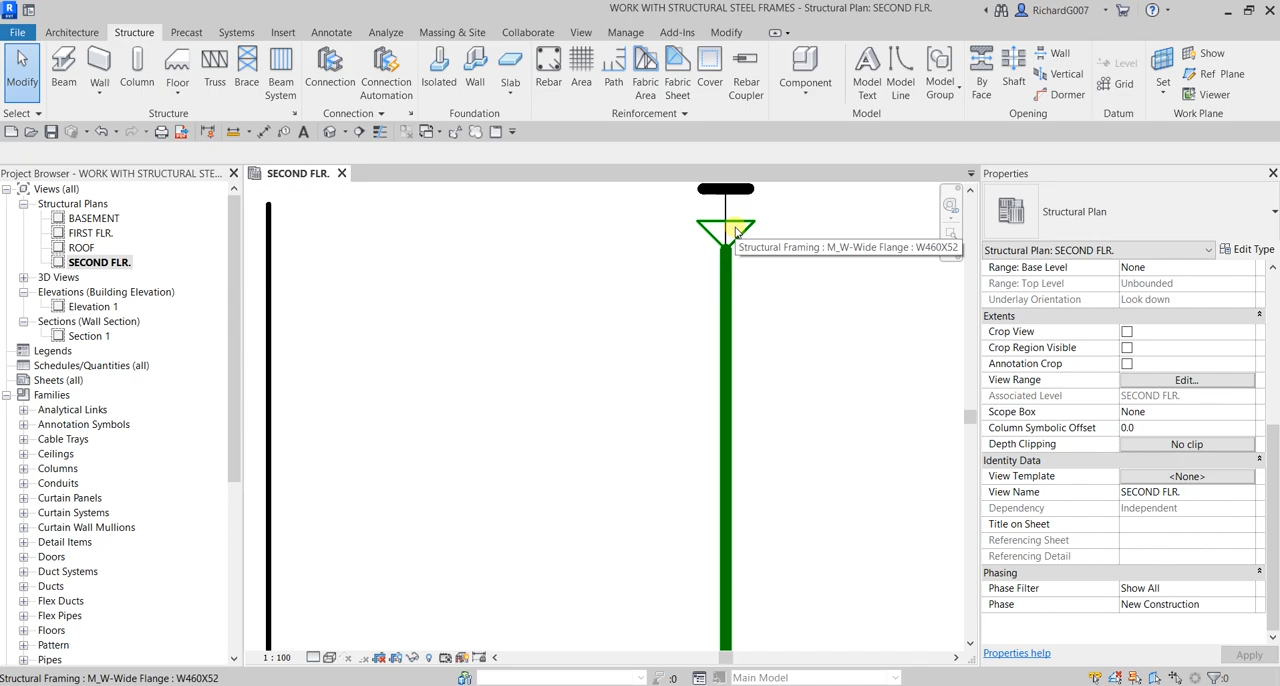 WORK WITH STRUCTURAL STEEL FRAMES - Structural Plan: SECOND FLR.
RichardG007
File Architecture Structure Precast Systems Insert Annotate Analyze Massing & Site Collaborate View Manage Add-Ins Modify
Modify Beam Wall Column Floor Truss Brace Beam System Connection Connection Automation Isolated Wall Slab Rebar Area Path Fabric Area Fabric Sheet Cover Rebar Coupler Component Model Text Model Line Model Group By Face Shaft Wall Vertical Dormer Level Grid Set Show Ref Plane Viewer
Select Structure Connection Foundation Reinforcement Model Opening Datum Work Plane
Project Browser - WORK WITH STRUCTURAL STE...
Views (all)
Structural Plans
BASEMENT
FIRST FLR.
ROOF
SECOND FLR.
3D Views
Elevations (Building Elevation)
Elevation 1
Sections (Wall Section)
Section 1
Legends
Schedules/Quantities (all)
Sheets (all)
Families
Analytical Links
Annotation Symbols
Cable Trays
Ceilings
Columns
Conduits
Curtain Panels
Curtain Systems
Curtain Wall Mullions
Detail Items
Doors
Duct Systems
Ducts
Flex Ducts
Flex Pipes
Floors
Pattern
Pipes
SECOND FLR.
Structural Framing : M_W-Wide Flange : W460X52
1 : 100
Properties
Structural Plan
Structural Plan: SECOND FLR. Edit Type
Range: Base Level None
Range: Top Level Unbounded
Underlay Orientation Look down
Extents
Crop View
Crop Region Visible
Annotation Crop
View Range Edit...
Associated Level SECOND FLR.
Scope Box None
Column Symbolic Offset 0.0
Depth Clipping No clip
Identity Data
View Template <None>
View Name SECOND FLR.
Dependency Independent
Title on Sheet
Referencing Sheet
Referencing Detail
Phasing
Phase Filter Show All
Phase New Construction
Properties help Apply
Structural Framing : M_W-Wide Flange : W460X52
:0 Main Model :0